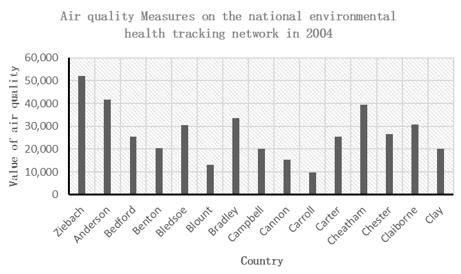 Air quality Measures on the national environmental
health tracking network in 2004
Value of air quality
60,000
50,000
40,000
30,000
20,000
10,000
0
Ziebach
Anderson
Bedford
Benton
Bledsoe
Blount
Bradley
Campbell
Cannon
Carroll
Carter
Cheatham
Chester
Claiborne
Clay
Country